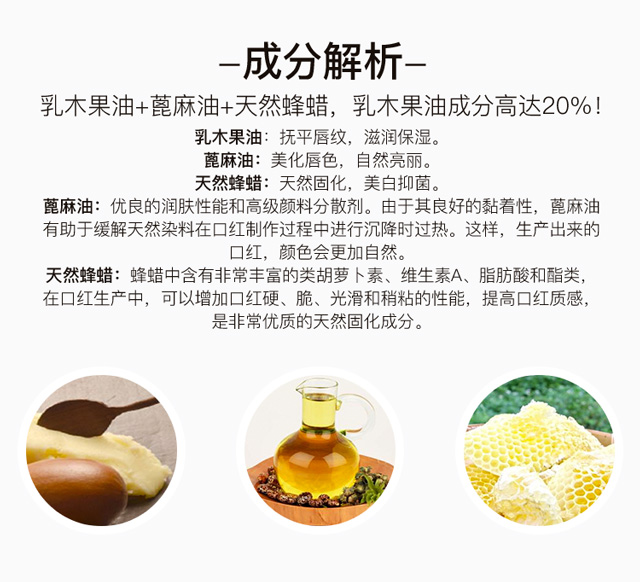 –成分解析–
乳木果油+蓖麻油+天然蜂蜡，乳木果油成分高达20%！
乳木果油：抚平唇纹，滋润保湿。
蓖麻油：美化唇色，自然亮丽。
天然蜂蜡：天然固化，美白抑菌。
蓖麻油：优良的润肤性能和高级颜料分散剂。由于其良好的黏着性，蓖麻油
有助于缓解天然染料在口红制作过程中进行沉降时过热。这样，生产出来的
口红，颜色会更加自然。
天然蜂蜡：蜂蜡中含有非常丰富的类胡萝卜素、维生素A、脂肪酸和酯类，
在口红生产中，可以增加口红硬、脆、光滑和稍粘的性能，提高口红质感，
是非常优质的天然固化成分。